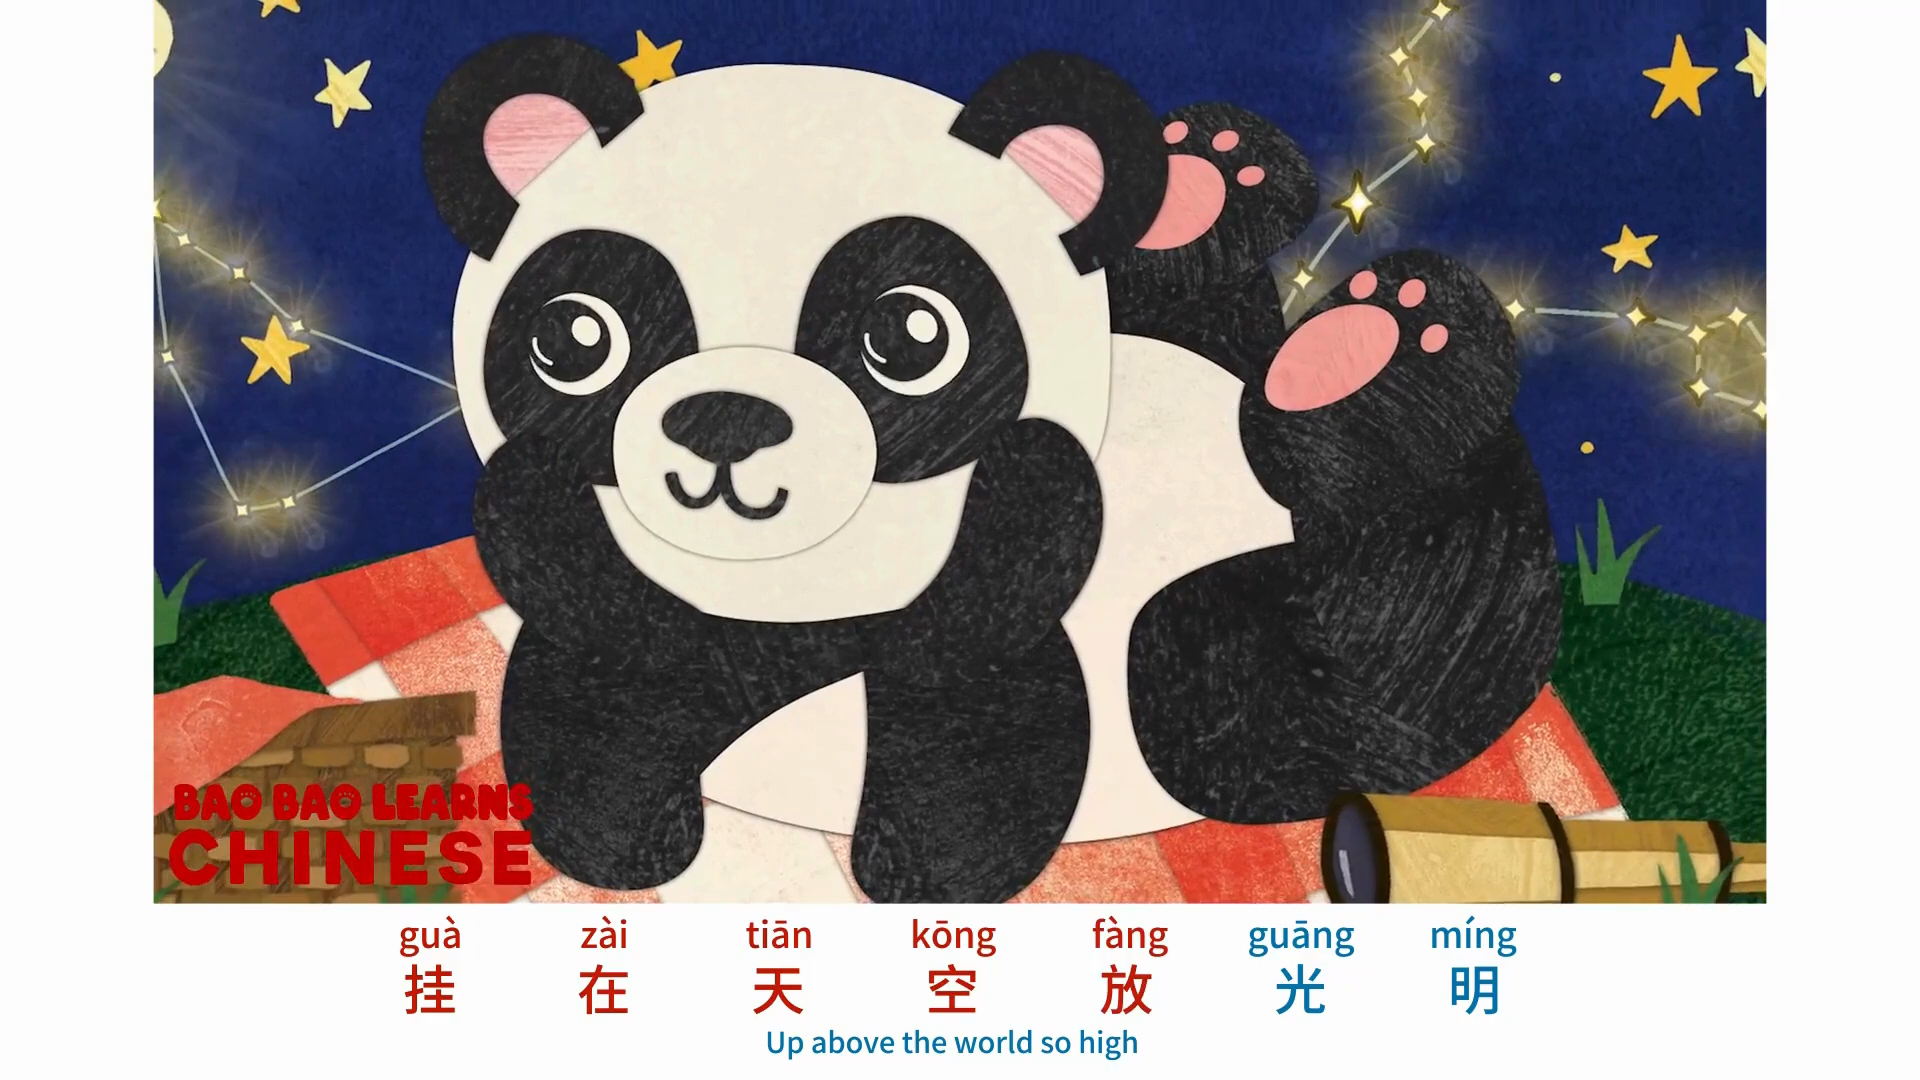 BAO BAO LEARNS
CHINESE
guà zài tiān kōng fàng guāng míng
挂 在 天 空 放 光 明
Up above the world so high